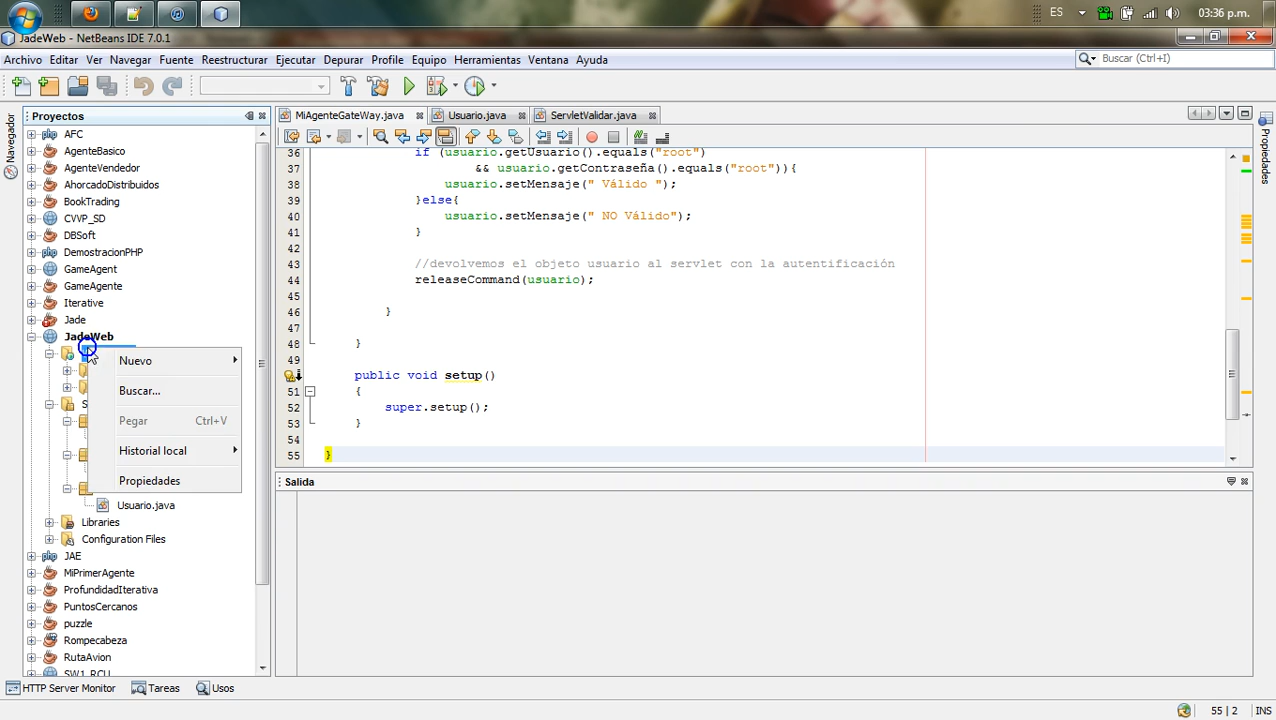 ES
03:36 p.m.
JadeWeb - NetBeans IDE 7.0.1
Archivo Editar Ver Navegar Fuente Reestructurar Ejecutar Depurar Profile Equipo Herramientas Ventana Ayuda
Buscar (Ctrl+I)
Navegador
Proyectos
AFC
AgenteBasico
AgenteVendedor
AhorcadoDistribuidos
BookTrading
CVVP_SD
DBSoft
DemostracionPHP
GameAgent
GameAgente
Iterative
Jade
JadeWeb
S
Usuario.java
Libraries
Configuration Files
JAE
MiPrimerAgente
ProfundidadIterativa
PuntosCercanos
puzzle
Rompecabeza
RutaAvion
SW1_RCU
Nuevo
Buscar...
Pegar Ctrl+V
Historial local
Propiedades
MiAgenteGateWay.java Usuario.java ServletValidar.java
36 if (usuario.getUsuario().equals("root")
37 && usuario.getContraseña().equals("root")){
38 usuario.setMensaje(" Válido ");
39 }else{
40 usuario.setMensaje(" NO Válido");
41 }
42
43 //devolvemos el objeto usuario al servlet con la autentificación
44 releaseCommand(usuario);
45
46 }
47
48 }
49
public void setup()
51 {
52 super.setup();
53 }
54
55 }
Salida
Palette
HTTP Server Monitor Tareas Usos
55 | 2 INS